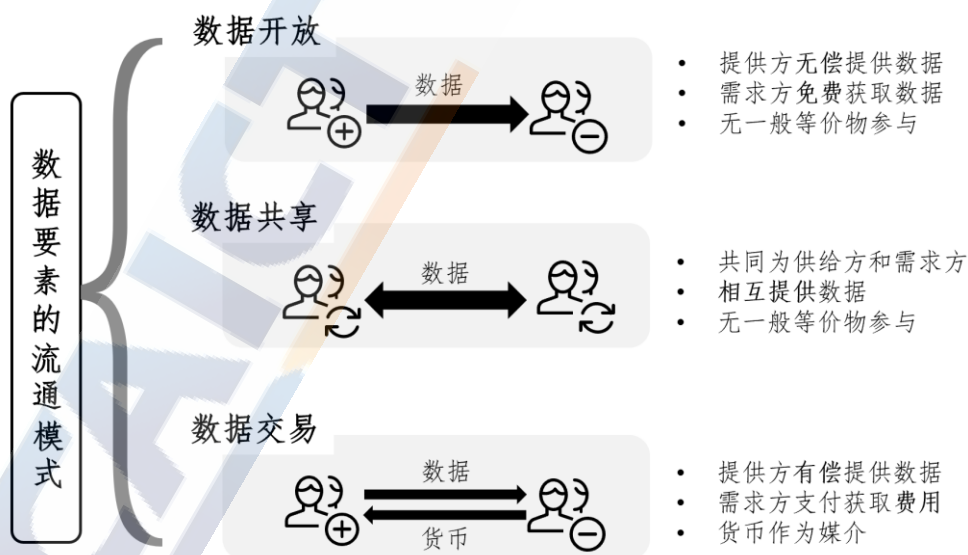 数据要素的流通模式
数据开放
数据
• 提供方无偿提供数据
• 需求方免费获取数据
• 无一般等价物参与
数据共享
数据
• 共同为供给方和需求方
• 相互提供数据
• 无一般等价物参与
数据交易
数据
货币
• 提供方有偿提供数据
• 需求方支付获取费用
• 货币作为媒介
CAICT